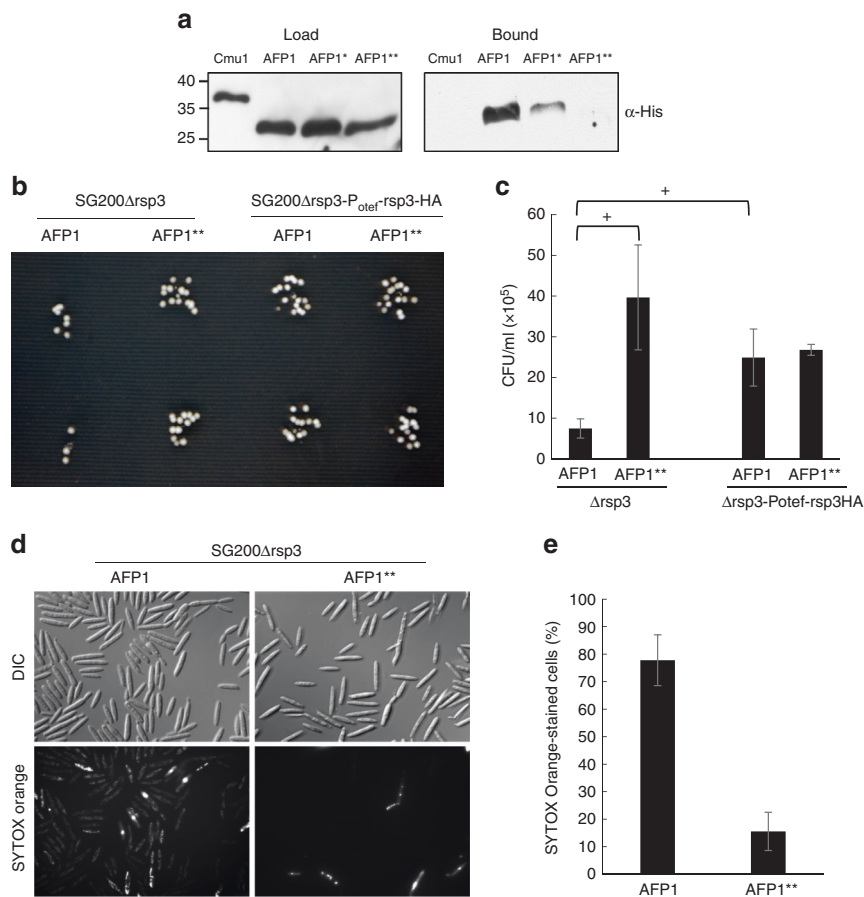 a
Load Bound
Cmu1 AFP1 AFP1* AFP1** Cmu1 AFP1 AFP1* AFP1**
40
35
25
α-His
b
SG200Δrsp3 SG200Δrsp3-Potef-rsp3-HA
AFP1 AFP1** AFP1 AFP1**
c
+
+
CFU/ml (×10⁵)
60
50
40
30
20
10
0
AFP1 AFP1** AFP1 AFP1**
Δrsp3 Δrsp3-Potef-rsp3HA
d
SG200Δrsp3
AFP1 AFP1**
DIC
SYTOX orange
e
SYTOX Orange-stained cells (%)
100
90
80
70
60
50
40
30
20
10
0
AFP1 AFP1**